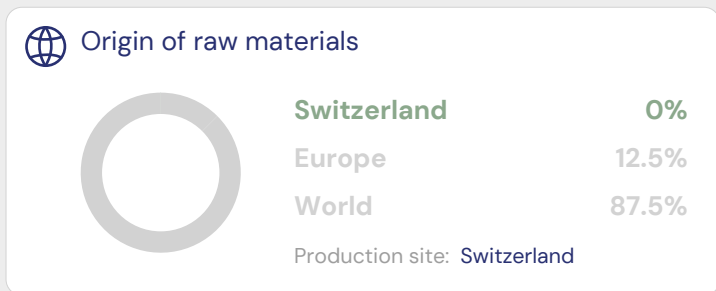 Origin of raw materials
Switzerland 0%
Europe 12.5%
World 87.5%
Production site: Switzerland